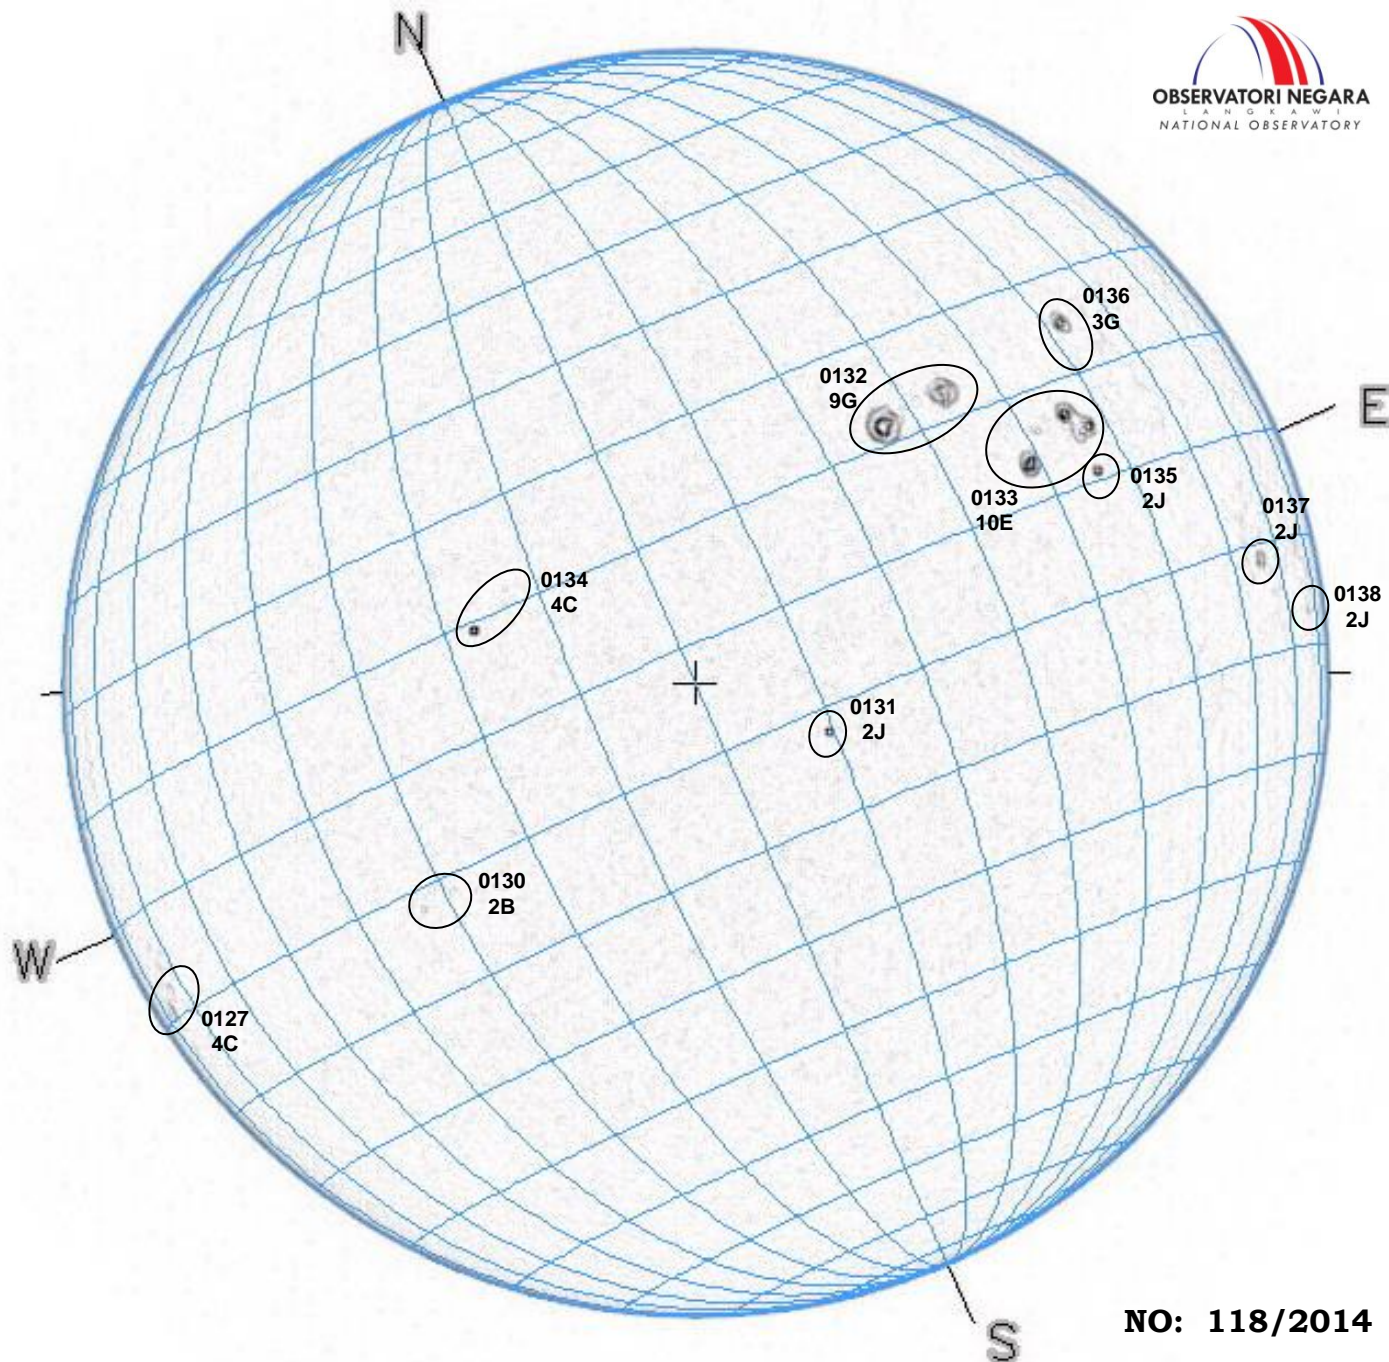 N
OBSERVATORI NEGARA
LANGKAWI
NATIONAL OBSERVATORY
0136
3G
0132
9G
E
0133
10E
0135
2J
0137
2J
0134
4C
0138
2J
0131
2J
0130
2B
W
0127
4C
S
NO: 118/2014